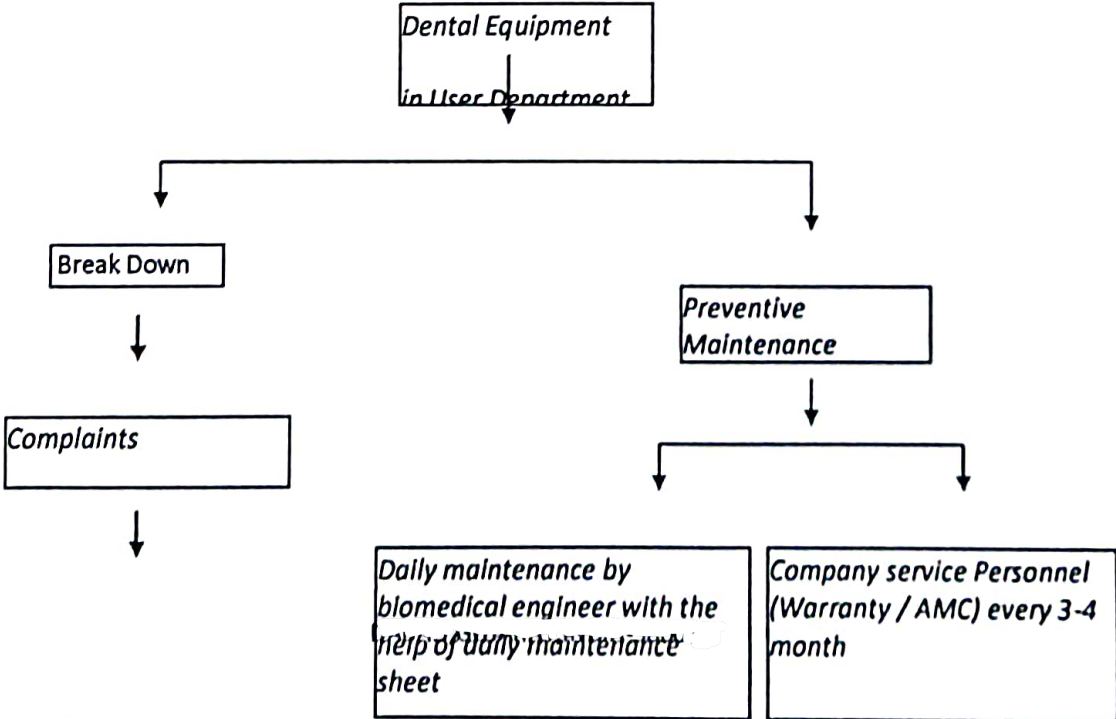 Dental Equipment
in User Department
Break Down
Preventive
Maintenance
Complaints
Daily maintenance by
biomedical engineer with the
help of daily maintenance
sheet
Company service Personnel
(Warranty / AMC) every 3-4
month